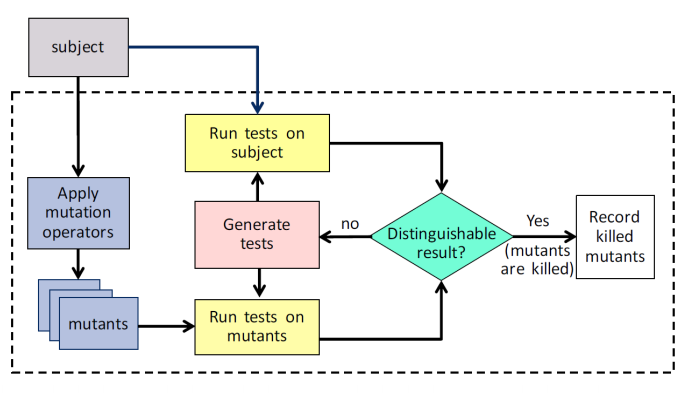 subject
Run tests on
subject
Apply
mutation
operators
Generate
tests
no
Distinguishable
result?
Yes
(mutants
are killed)
Record
killed
mutants
mutants
Run tests on
mutants